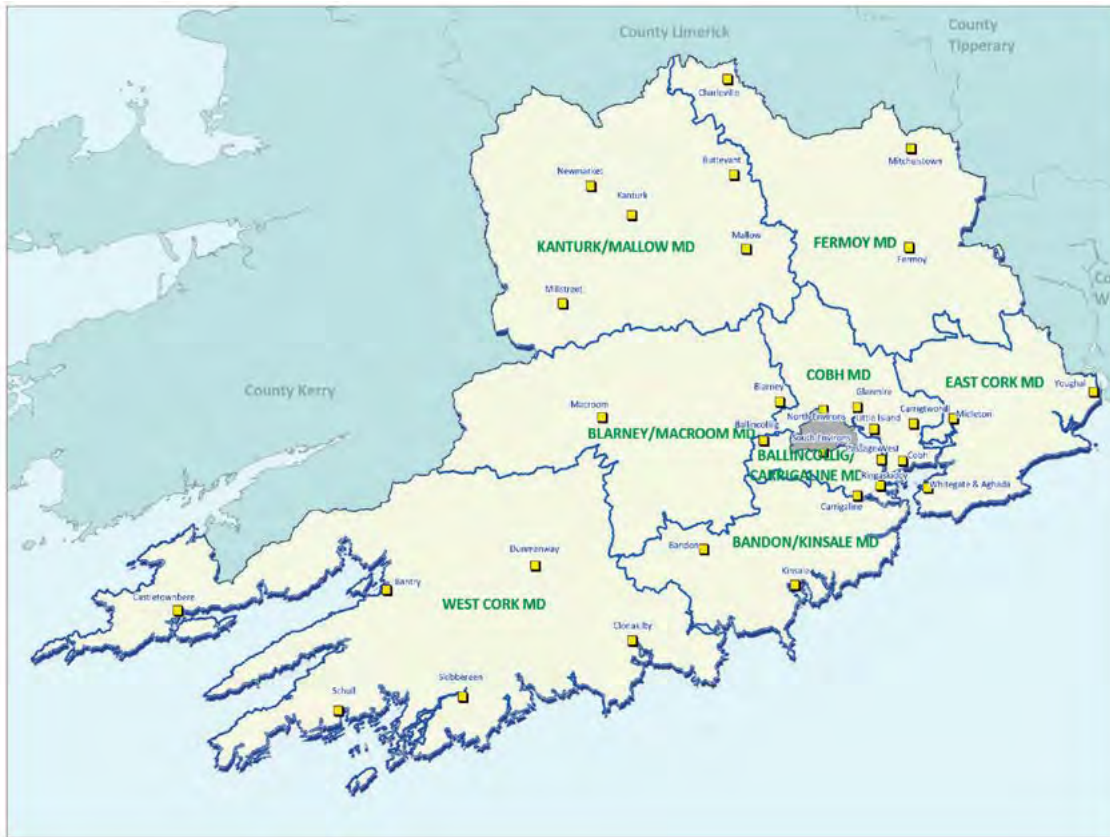 County Limerick
County
Tipperary
Charleville
Mitchelstown
Buttevant
Newmarket
Kanturk
KANTURK/MALLOW MD
Mallow
FERMOY MD
Fermoy
Millstreet
County Kerry
COBH MD
EAST CORK MD
Youghal
Blarney
Glanmire
Macroom
North Environs
Little Island
Carrigtwohill
Midleton
BLARNEY/MACROOM MD
Ballincollig
South Environs
Passage West
Cobh
BALLINCOLLIG/
CARRIGALINE MD
Ringaskiddy
Whitegate & Aghada
Carrigaline
BANDON/KINSALE MD
Bandon
Dunmanway
Kinsale
Bantry
Castletownbere
WEST CORK MD
Clonakilty
Skibbereen
Schull